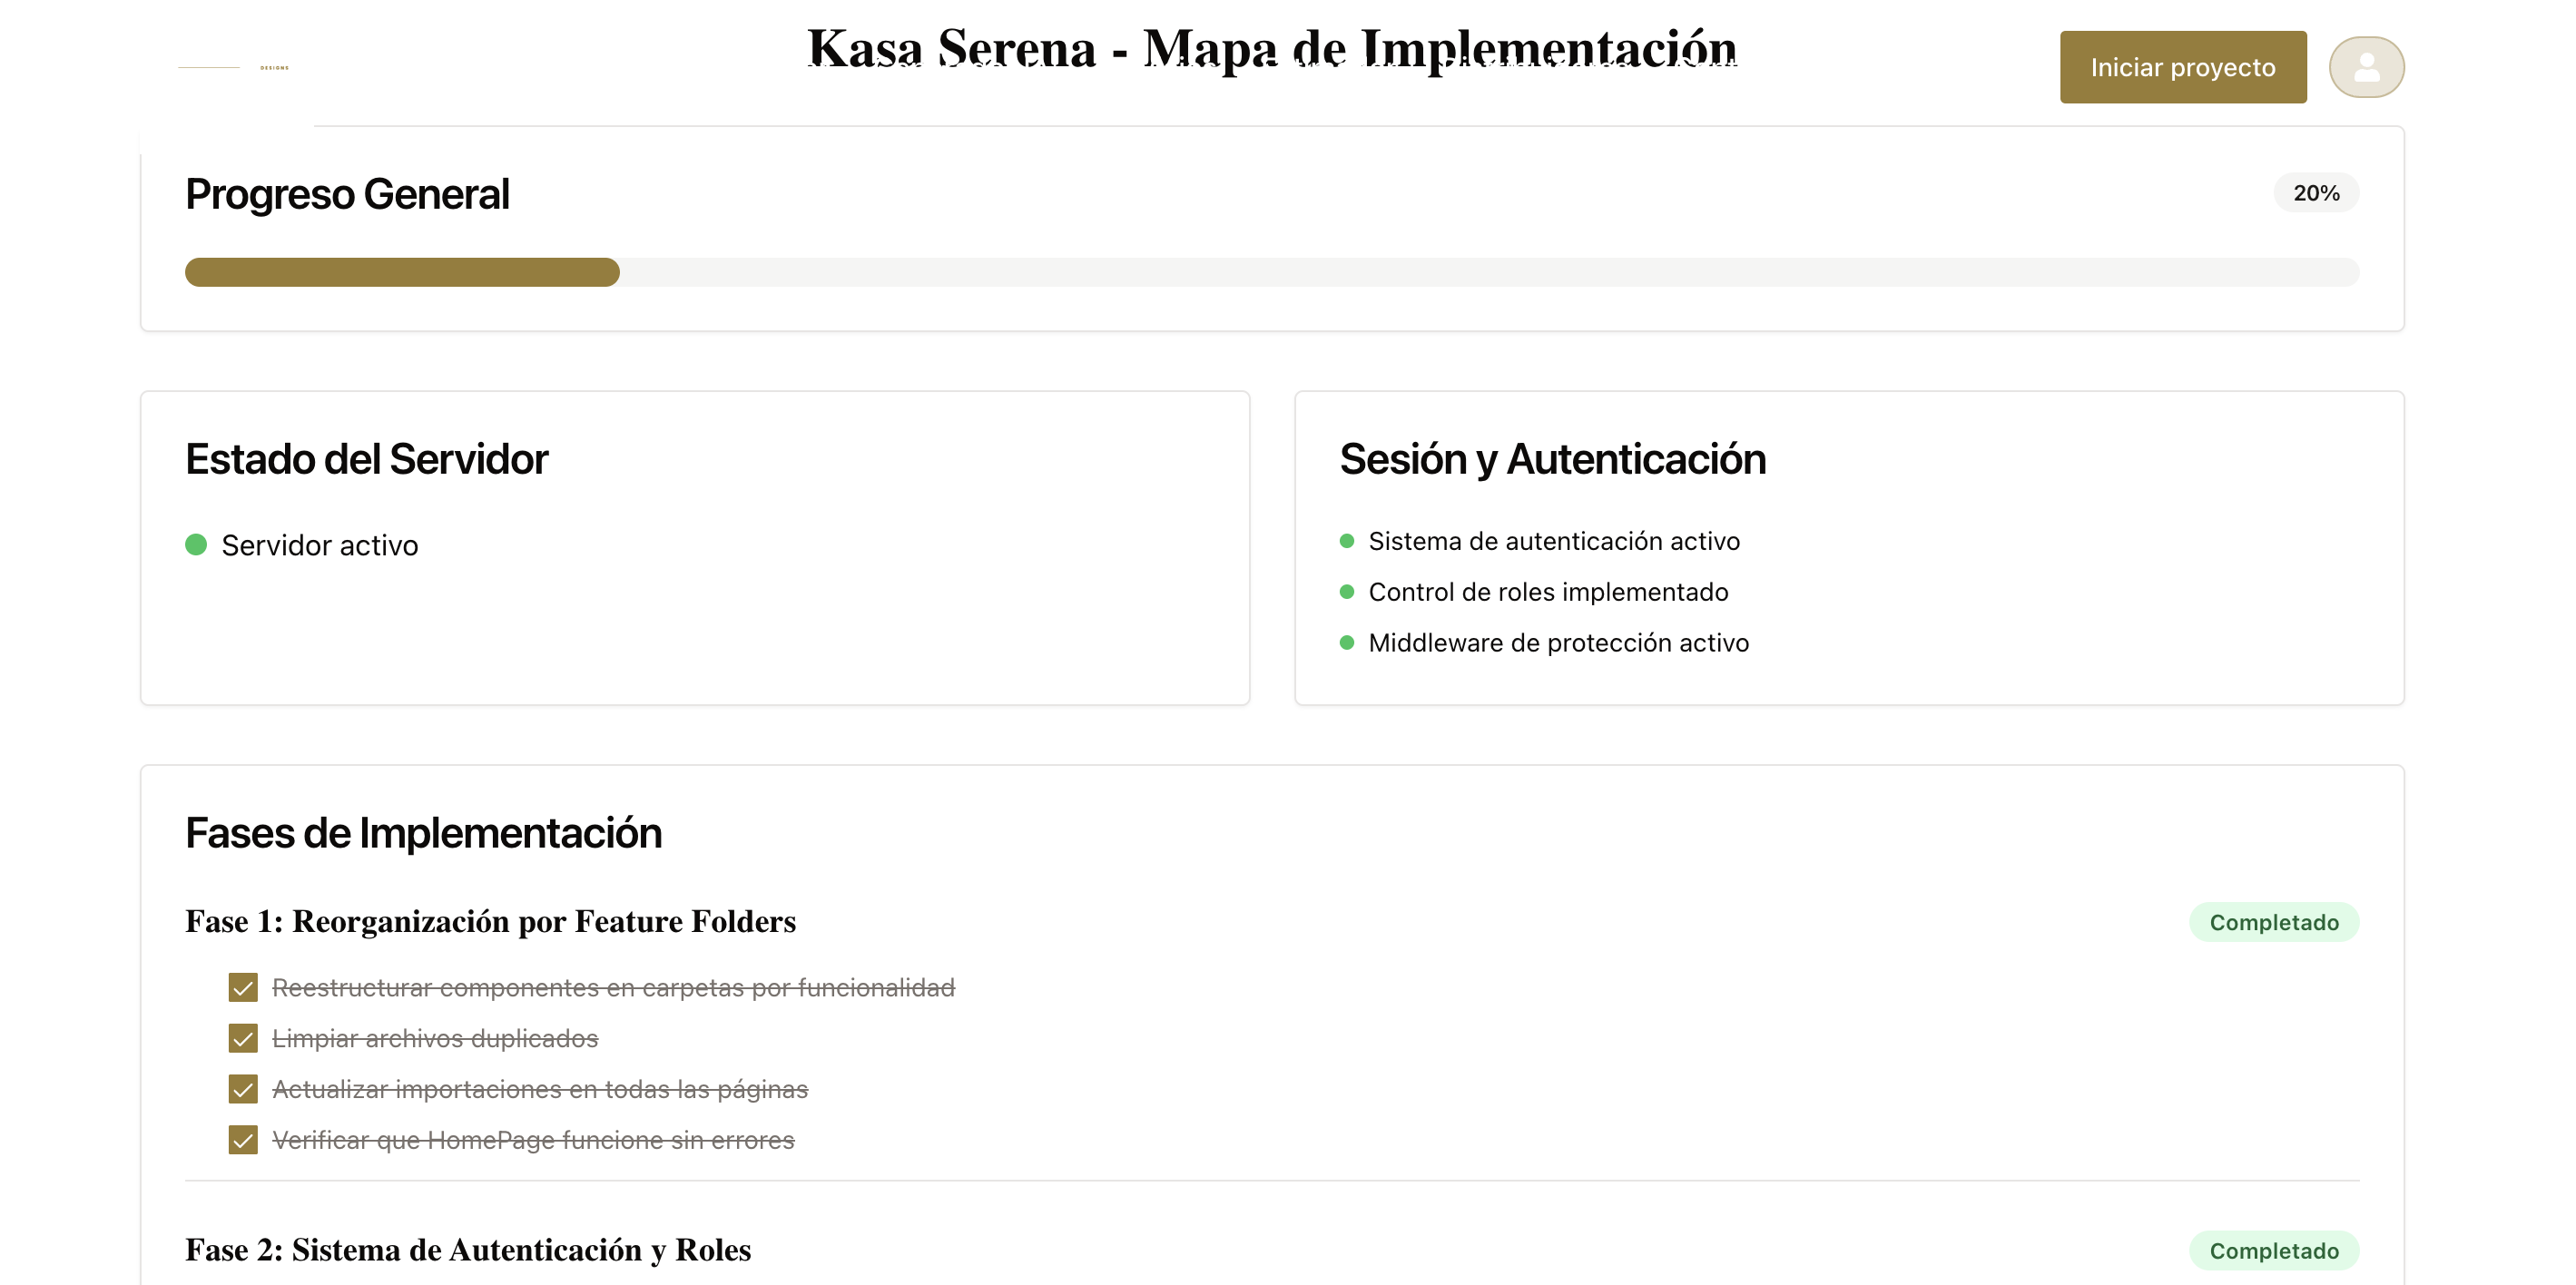 Kasa Serena - Mapa de Implementación
DESIGNS
Iniciar proyecto
Progreso General
20%
Estado del Servidor
Servidor activo
Sesión y Autenticación
Sistema de autenticación activo
Control de roles implementado
Middleware de protección activo
Fases de Implementación
Fase 1: Reorganización por Feature Folders
Completado
Reestructurar componentes en carpetas por funcionalidad
Limpiar archivos duplicados
Actualizar importaciones en todas las páginas
Verificar que HomePage funcione sin errores
Fase 2: Sistema de Autenticación y Roles
Completado